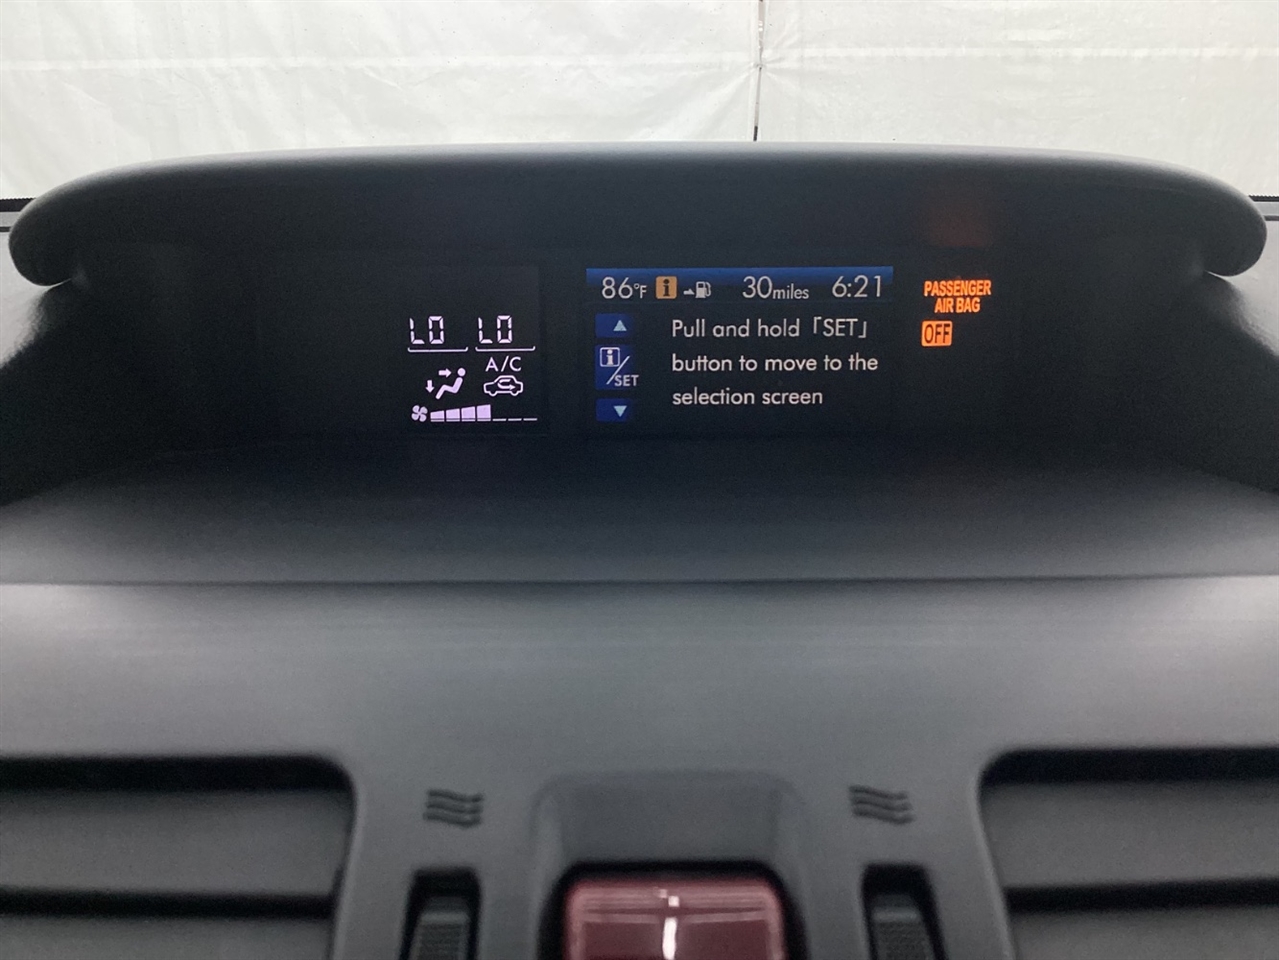 86°F i 30miles 6:21
PASSENGER
AIR BAG
OFF
LO LO
A/C
i/SET
Pull and hold「SET」
button to move to the
selection screen